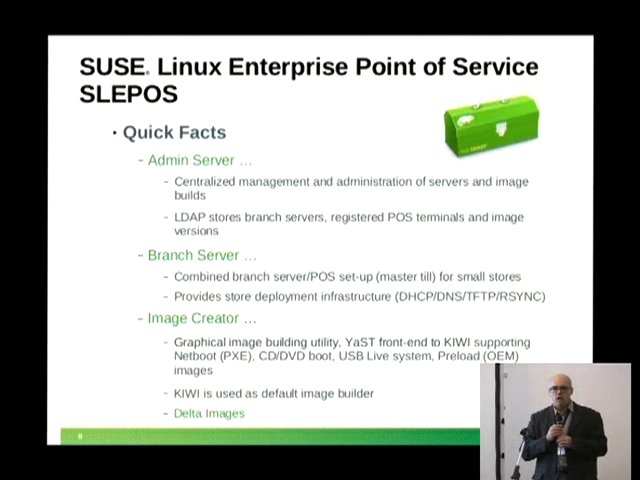 SUSE® Linux Enterprise Point of Service
SLEPOS
• Quick Facts
– Admin Server …
– Centralized management and administration of servers and image
builds
– LDAP stores branch servers, registered POS terminals and image
versions
– Branch Server …
– Combined branch server/POS set-up (master till) for small stores
– Provides store deployment infrastructure (DHCP/DNS/TFTP/RSYNC)
– Image Creator …
– Graphical image building utility, YaST front-end to KIWI supporting
Netboot (PXE), CD/DVD boot, USB Live system, Preload (OEM)
images
– KIWI is used as default image builder
– Delta Images
8